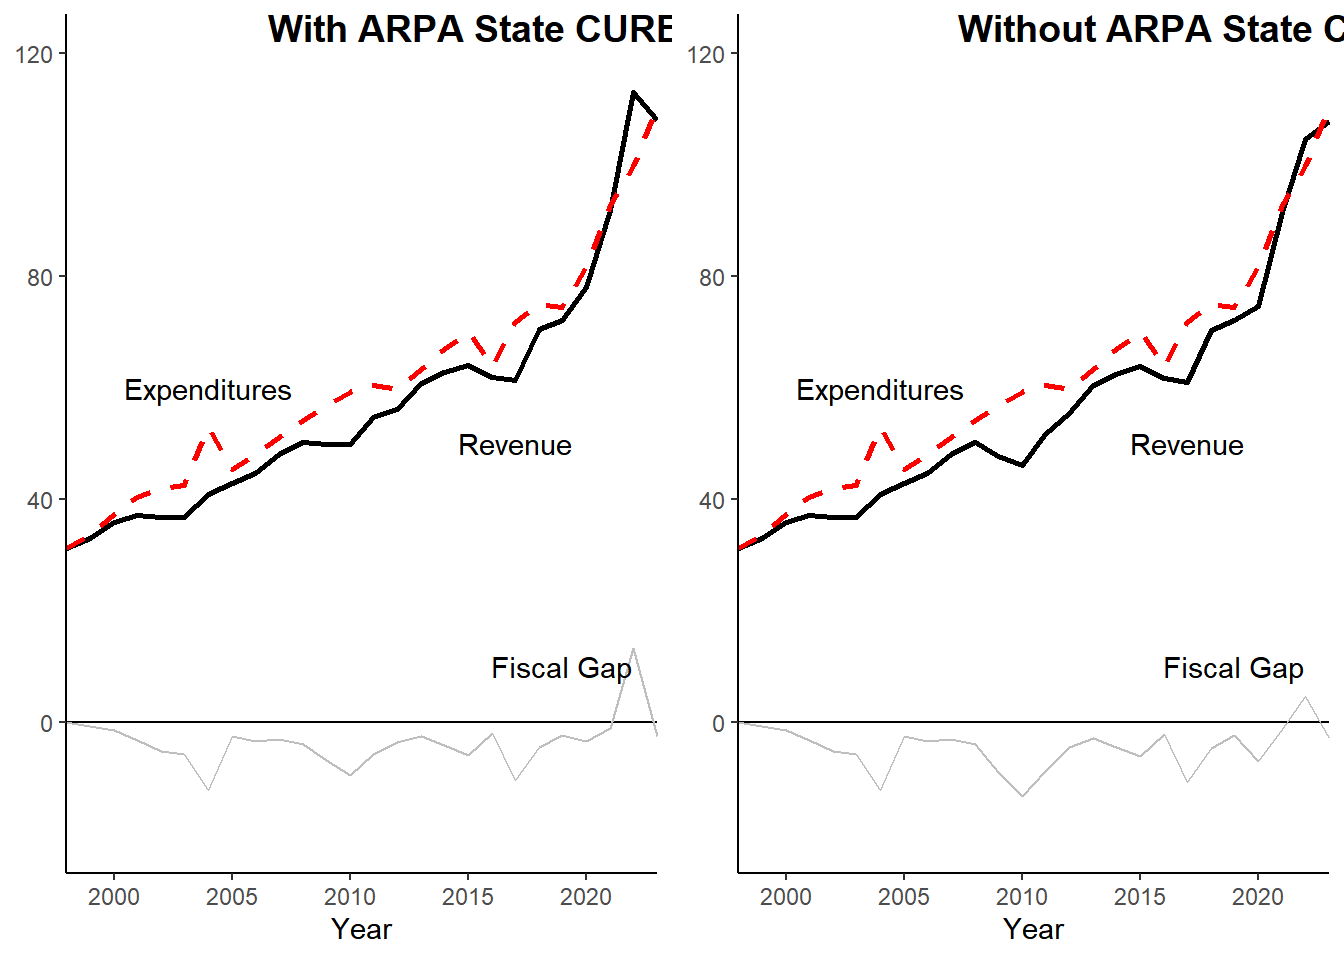 With ARPA State CURE
120
80
40
0
Expenditures
Revenue
Fiscal Gap
2000 2005 2010 2015 2020
Year
Without ARPA State C
120
80
40
0
Expenditures
Revenue
Fiscal Gap
2000 2005 2010 2015 2020
Year